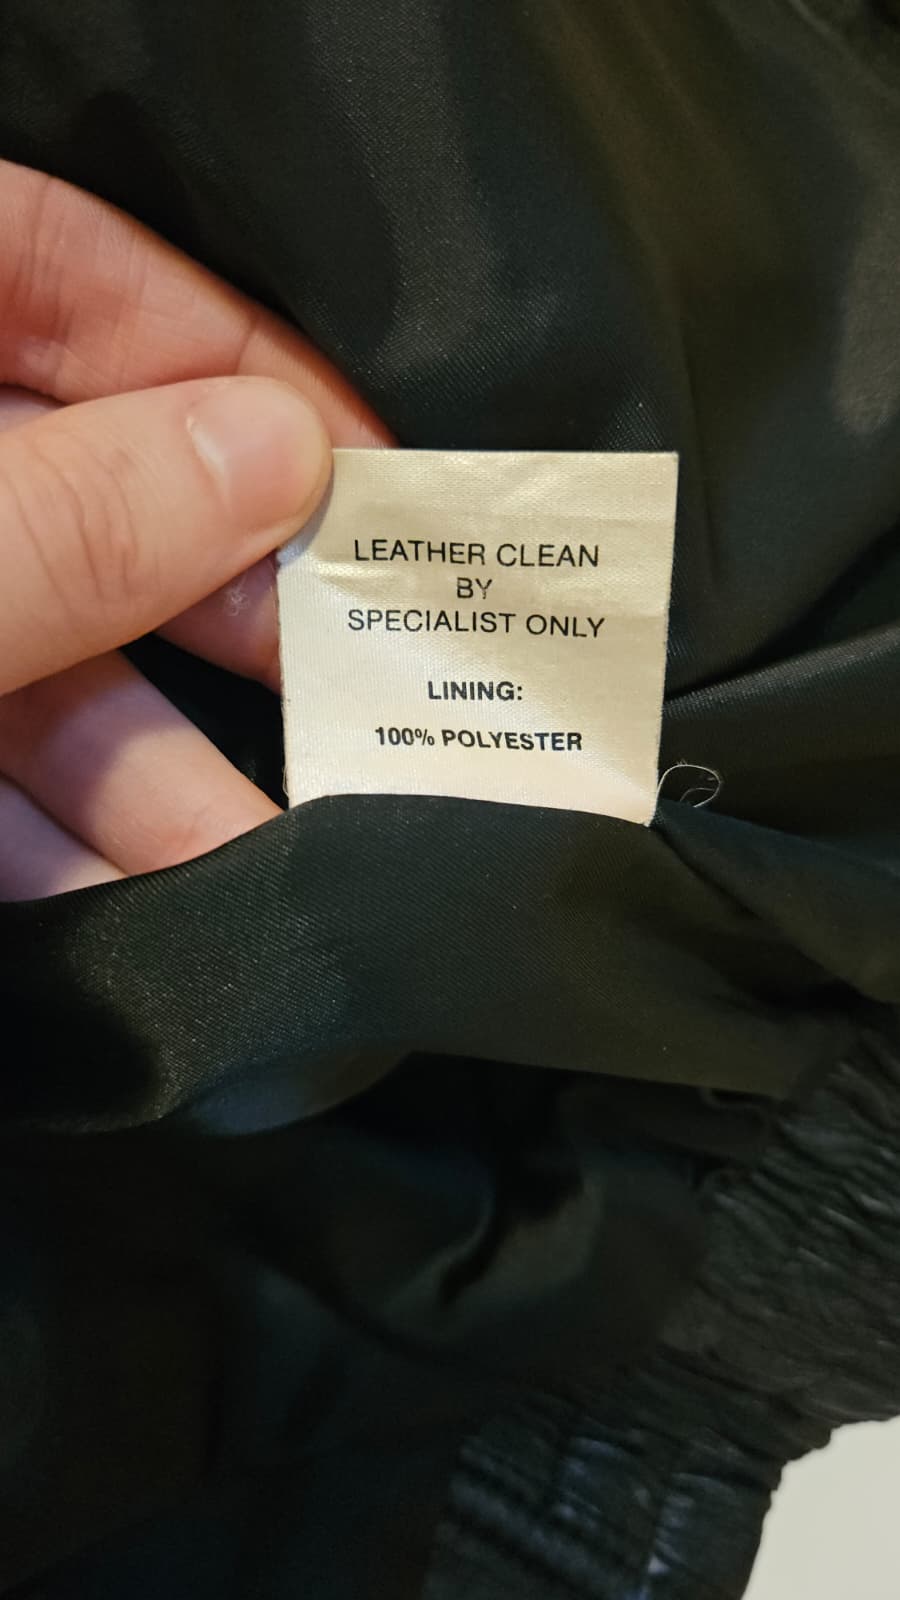 LEATHER CLEAN
BY
SPECIALIST ONLY
LINING:
100% POLYESTER